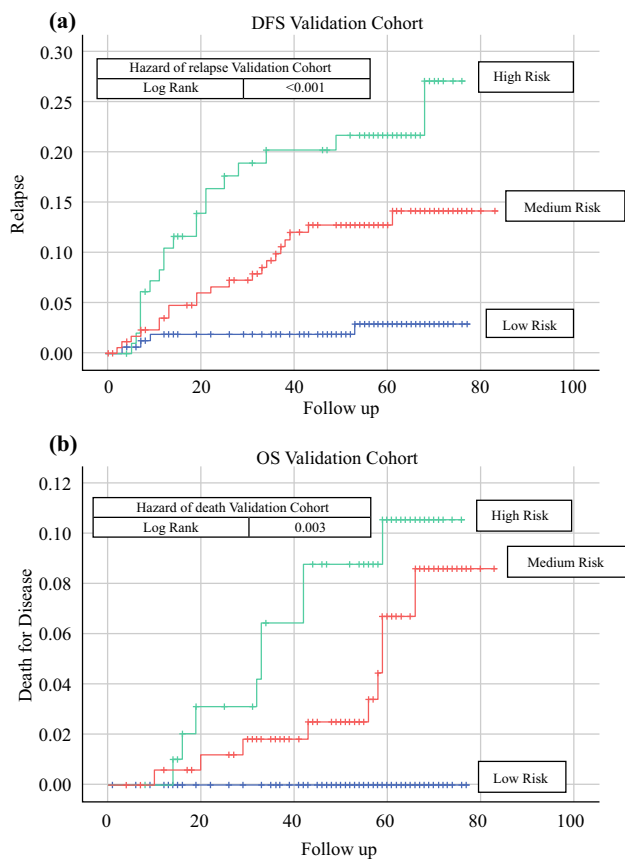 (a)
DFS Validation Cohort
0.30
Hazard of relapse Validation Cohort
Log Rank <0.001
High Risk
0.25
0.20
Relapse
0.15
Medium Risk
0.10
0.05
Low Risk
0.00
0 20 40 60 80 100
Follow up
(b)
OS Validation Cohort
0.12
Hazard of death Validation Cohort
Log Rank 0.003
High Risk
0.10
Medium Risk
0.08
Death for Disease
0.06
0.04
0.02
Low Risk
0.00
0 20 40 60 80 100
Follow up